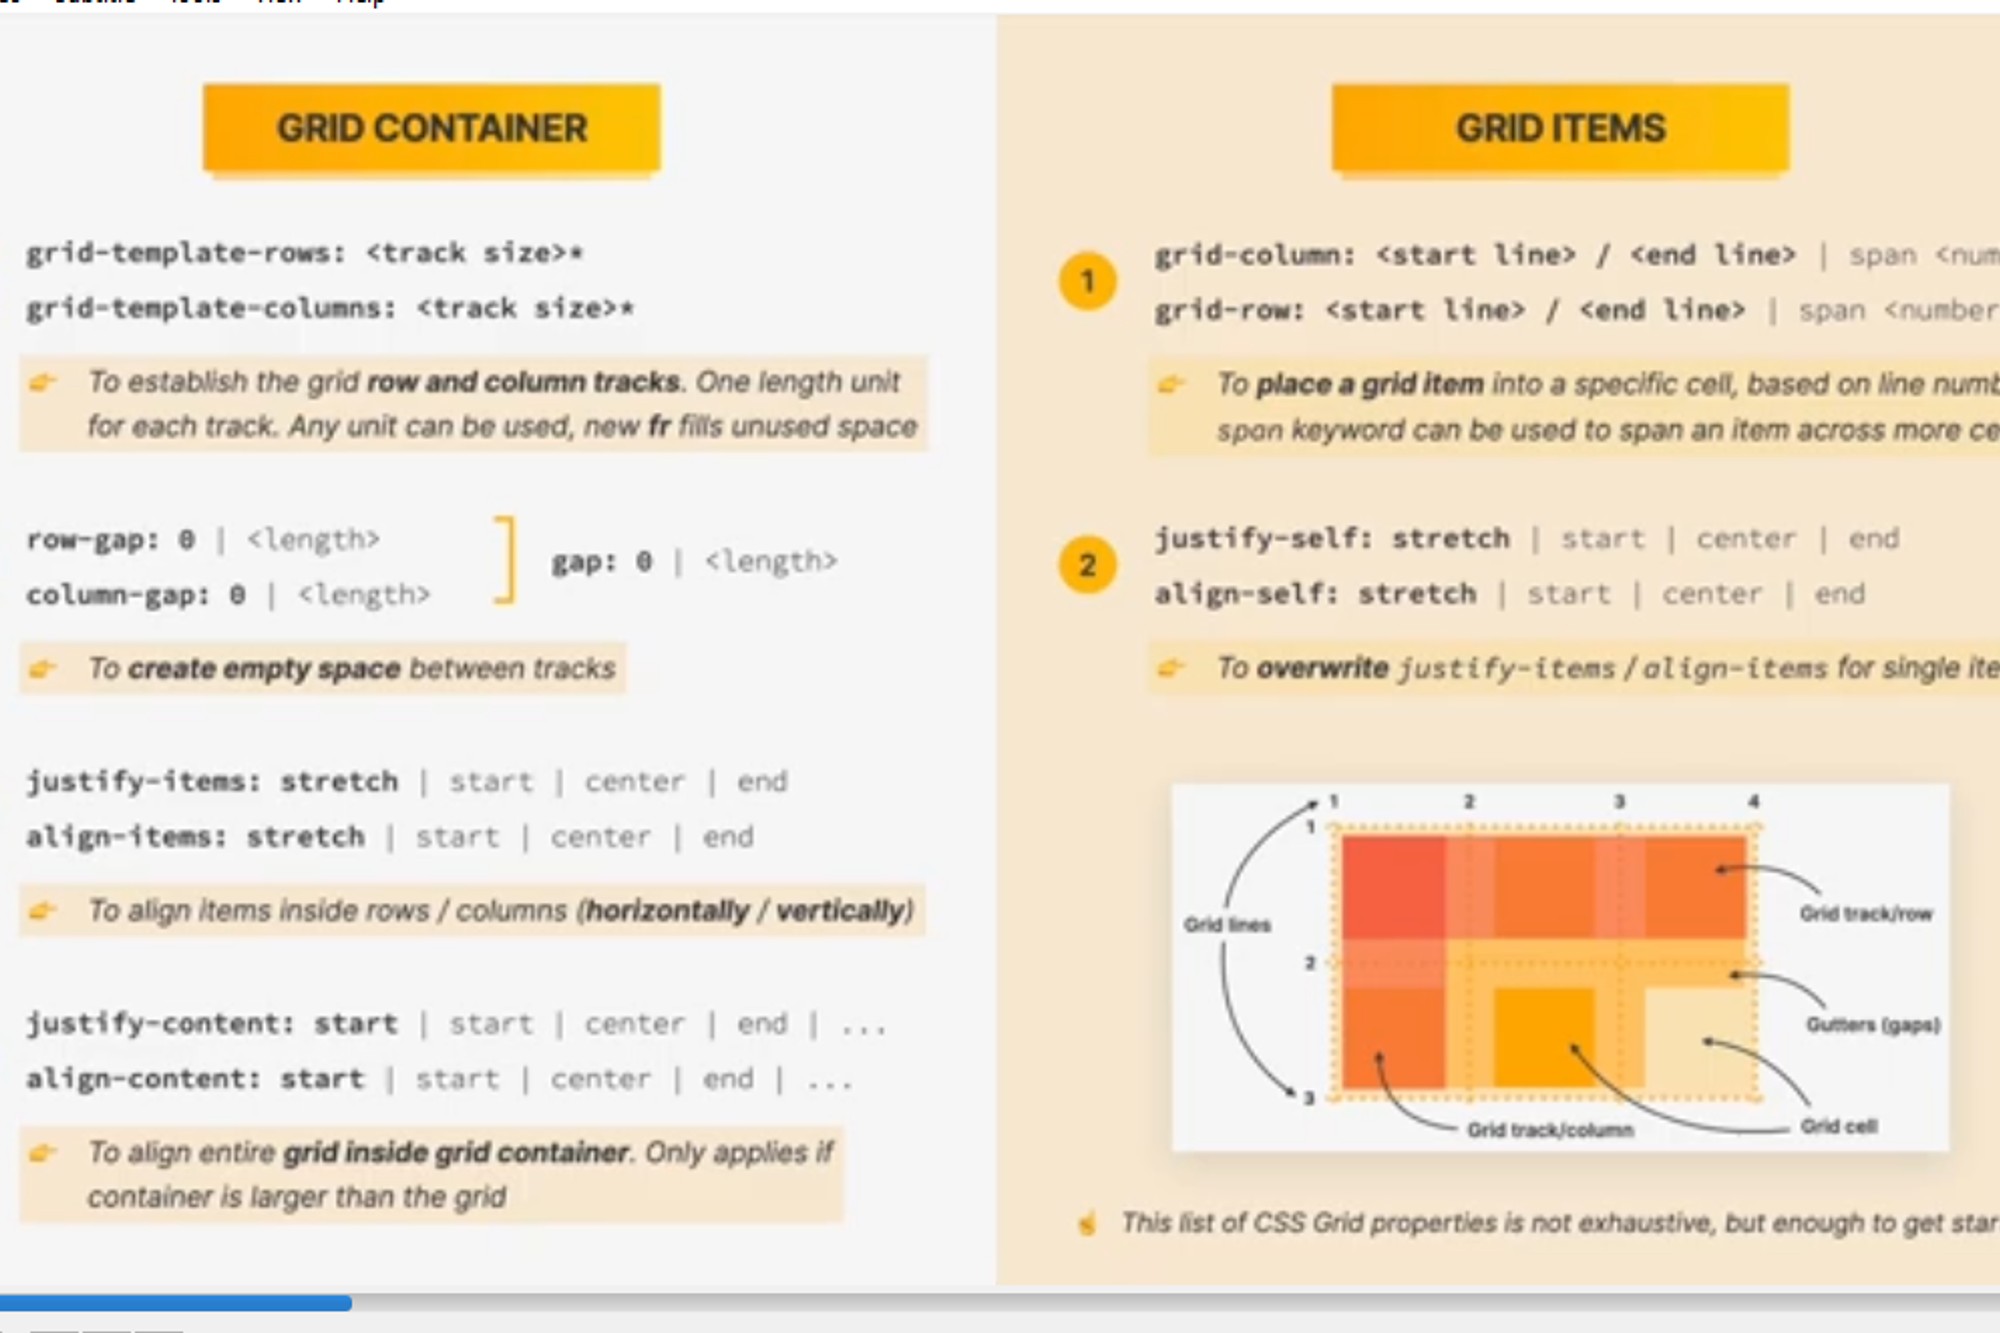 GRID CONTAINER
grid-template-rows: <track size>*
grid-template-columns: <track size>*
To establish the grid row and column tracks. One length unit
for each track. Any unit can be used, new fr fills unused space
row-gap: 0 | <length>
column-gap: 0 | <length>
gap: 0 | <length>
To create empty space between tracks
justify-items: stretch | start | center | end
align-items: stretch | start | center | end
To align items inside rows / columns (horizontally / vertically)
justify-content: start | start | center | end | ...
align-content: start | start | center | end | ...
To align entire grid inside grid container. Only applies if
container is larger than the grid
GRID ITEMS
1
grid-column: <start line> / <end line> | span <num
grid-row: <start line> / <end line> | span <number
To place a grid item into a specific cell, based on line numb
span keyword can be used to span an item across more ce
2
justify-self: stretch | start | center | end
align-self: stretch | start | center | end
To overwrite justify-items / align-items for single ite
1 2 3 4
1
Grid track/row
Grid lines
2
Gutters (gaps)
3
Grid track/column
Grid cell
This list of CSS Grid properties is not exhaustive, but enough to get star